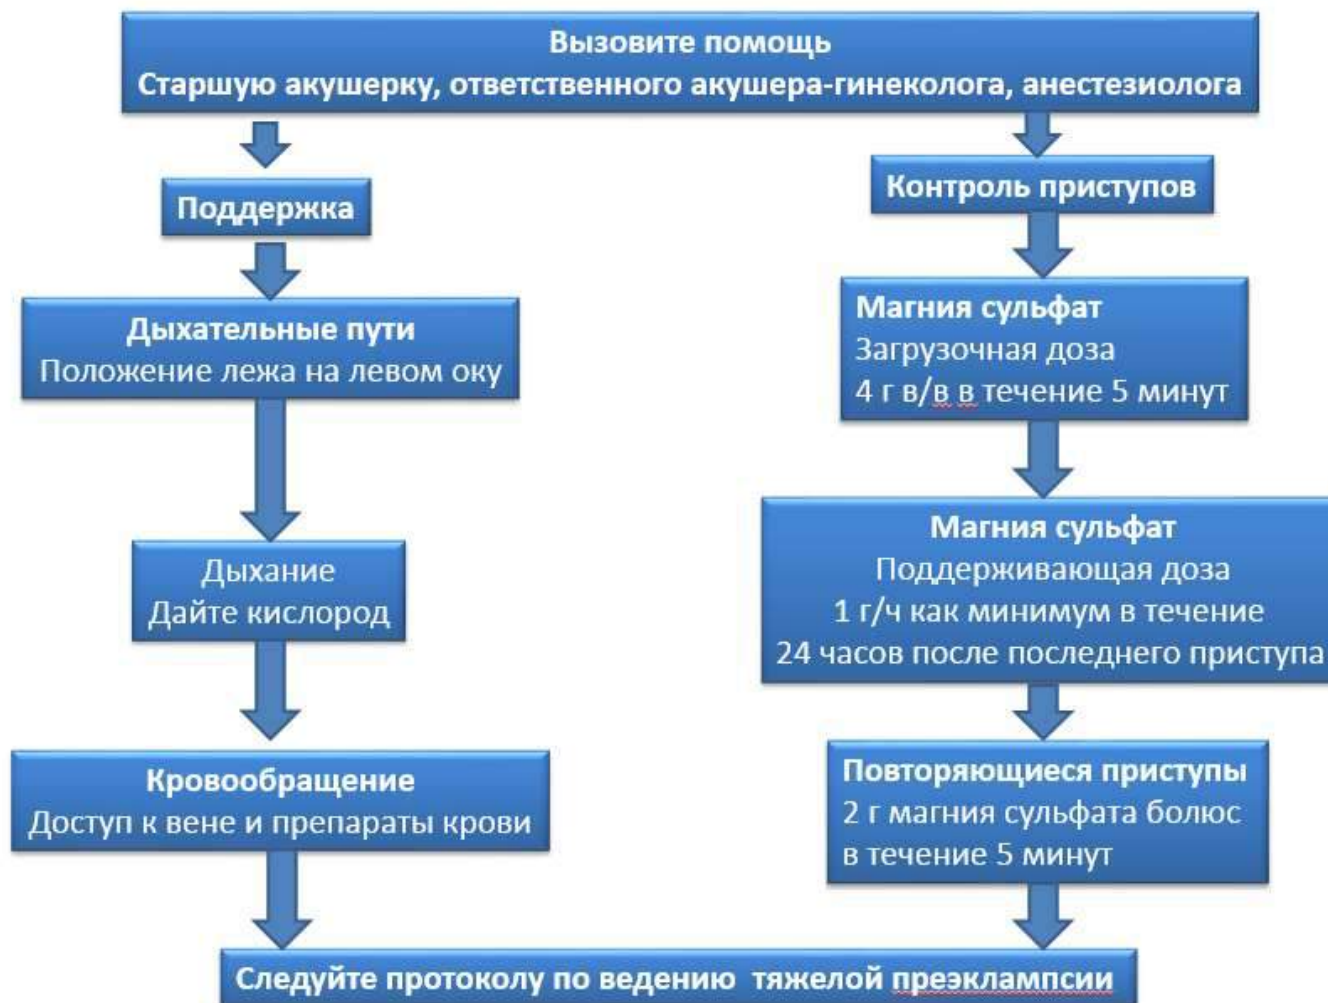 Вызовите помощь
Старшую акушерку, ответственного акушера-гинеколога, анестезиолога
Поддержка
Дыхательные пути
Положение лежа на левом оку
Дыхание
Дайте кислород
Кровообращение
Доступ к вене и препараты крови
Контроль приступов
Магния сульфат
Загрузочная доза
4 г в/в в течение 5 минут
Магния сульфат
Поддерживающая доза
1 г/ч как минимум в течение
24 часов после последнего приступа
Повторяющиеся приступы
2 г магния сульфата болюс
в течение 5 минут
Следуйте протоколу по ведению тяжелой преэклампсии